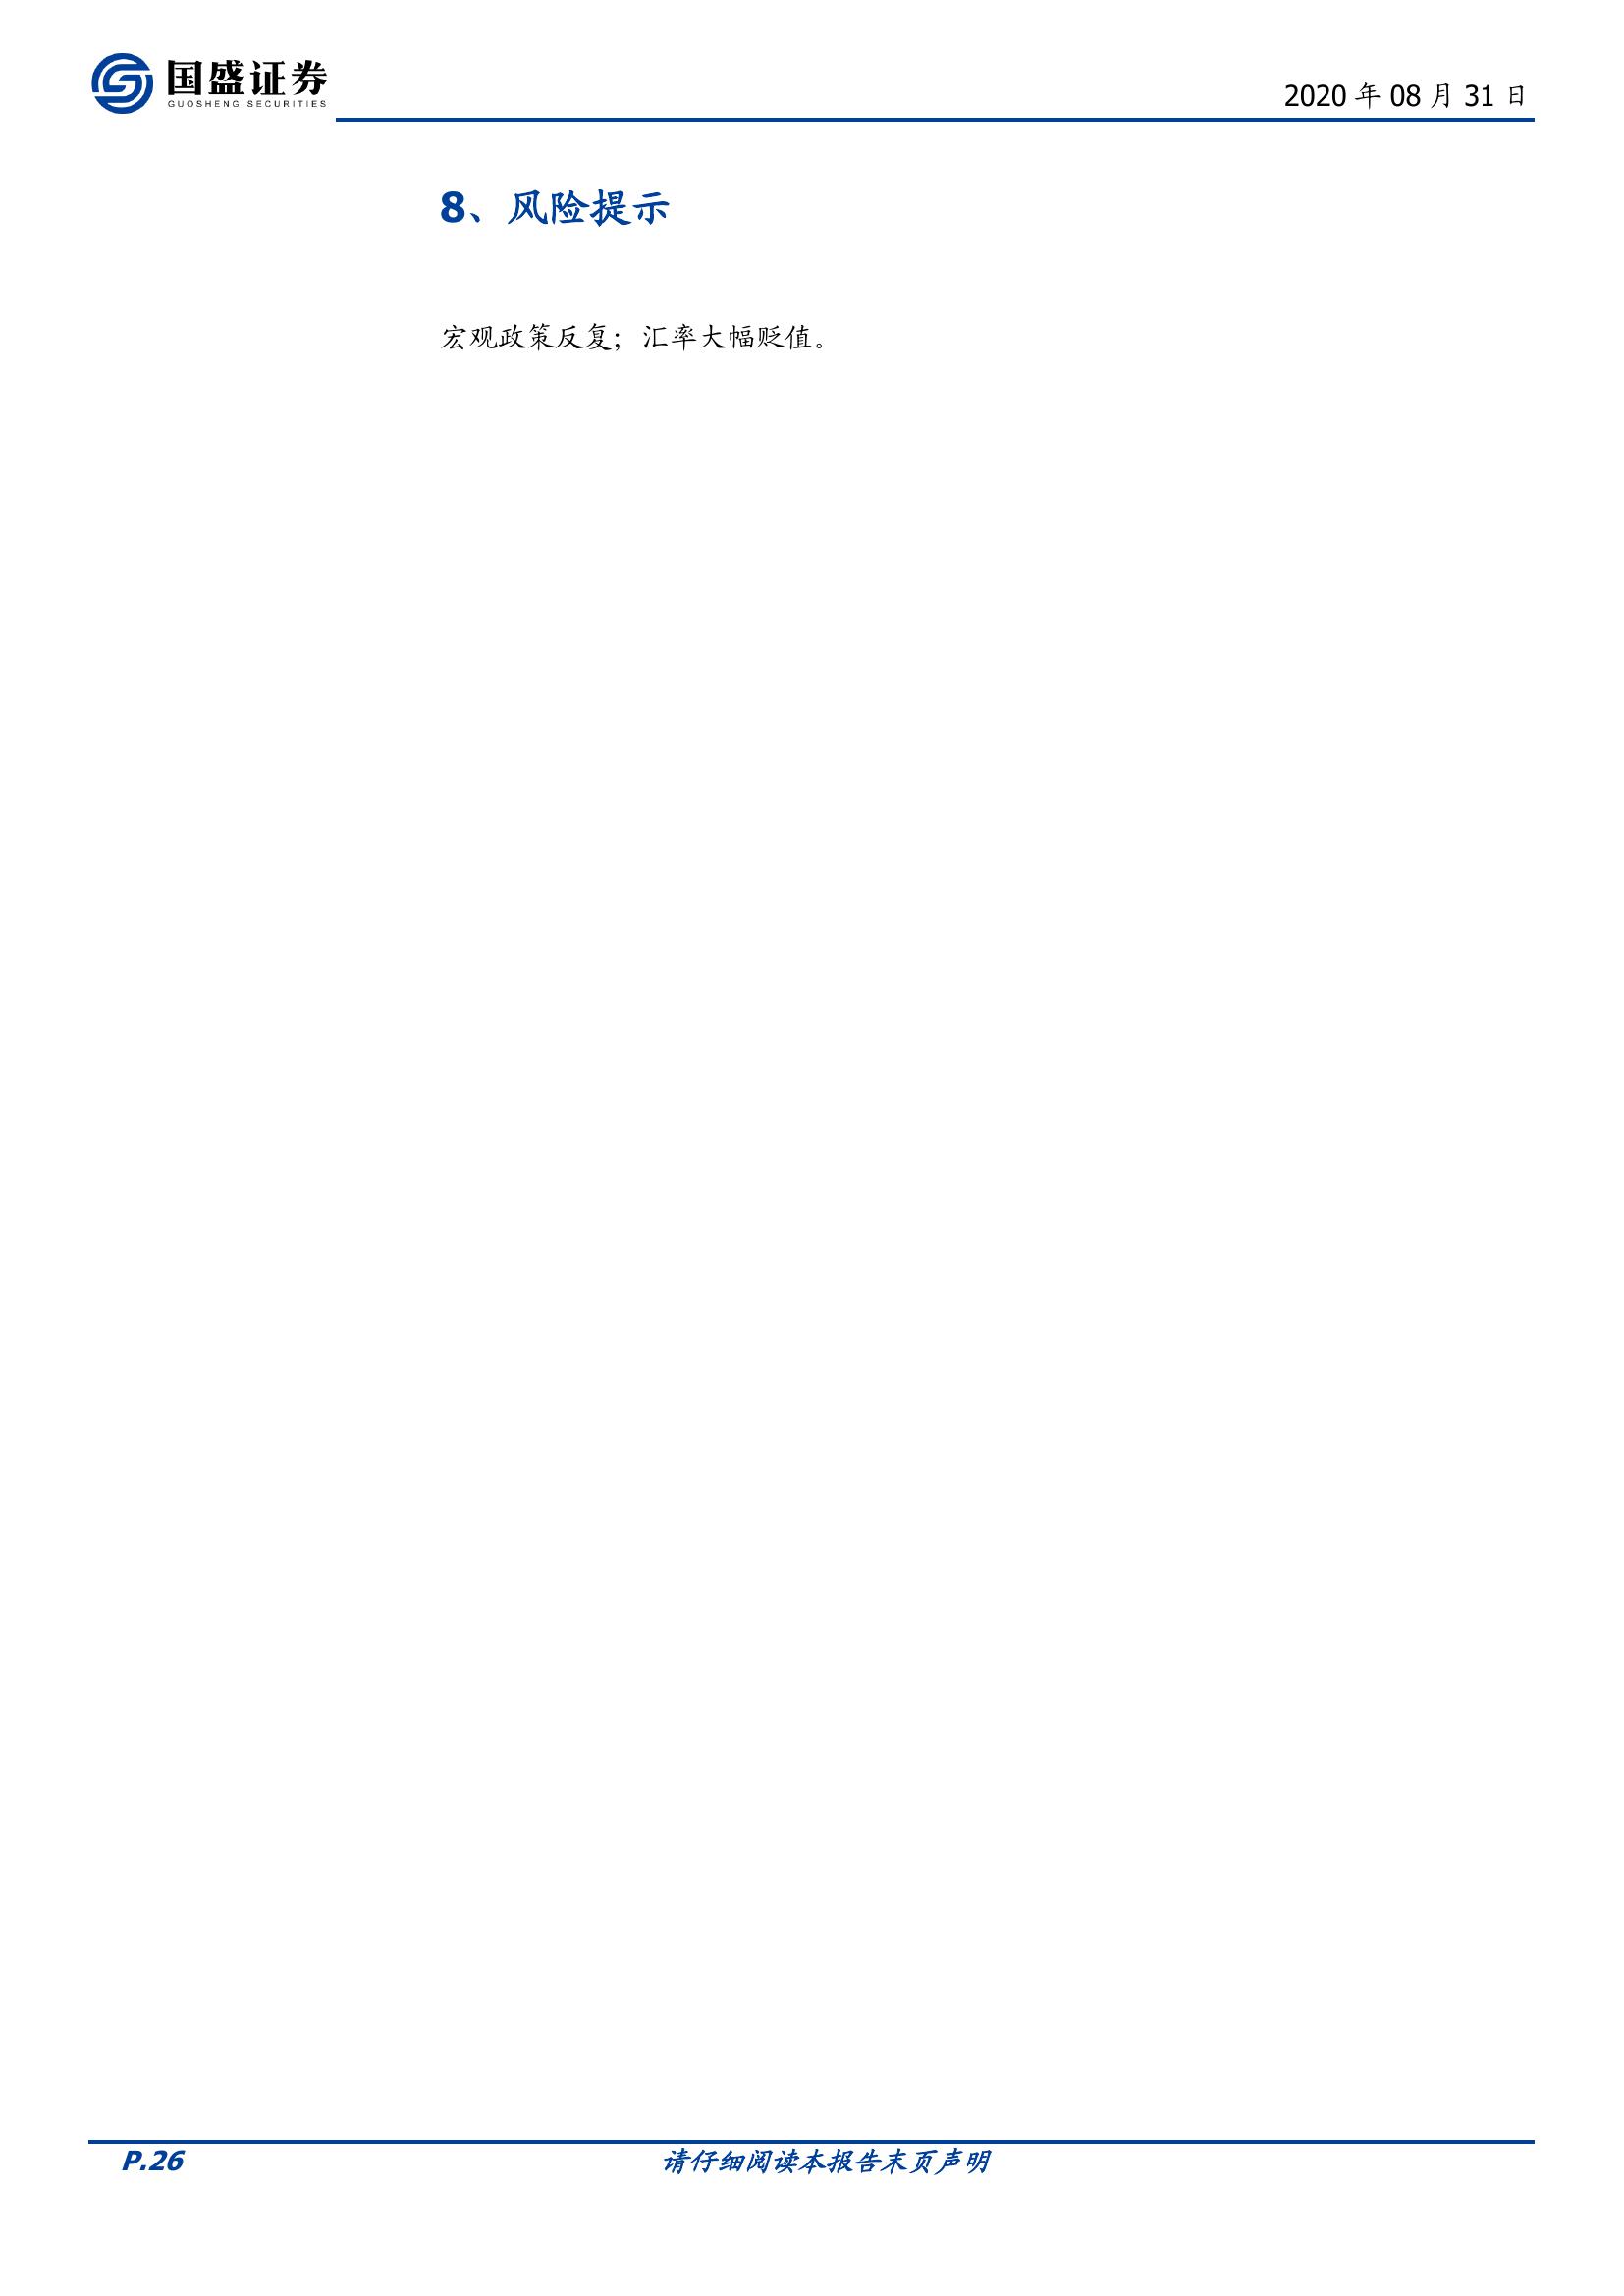 国盛证券
GUOSHENG SECURITIES
2020 年 08 月 31 日
8、风险提示
宏观政策反复；汇率大幅贬值。
P.26
请仔细阅读本报告末页声明